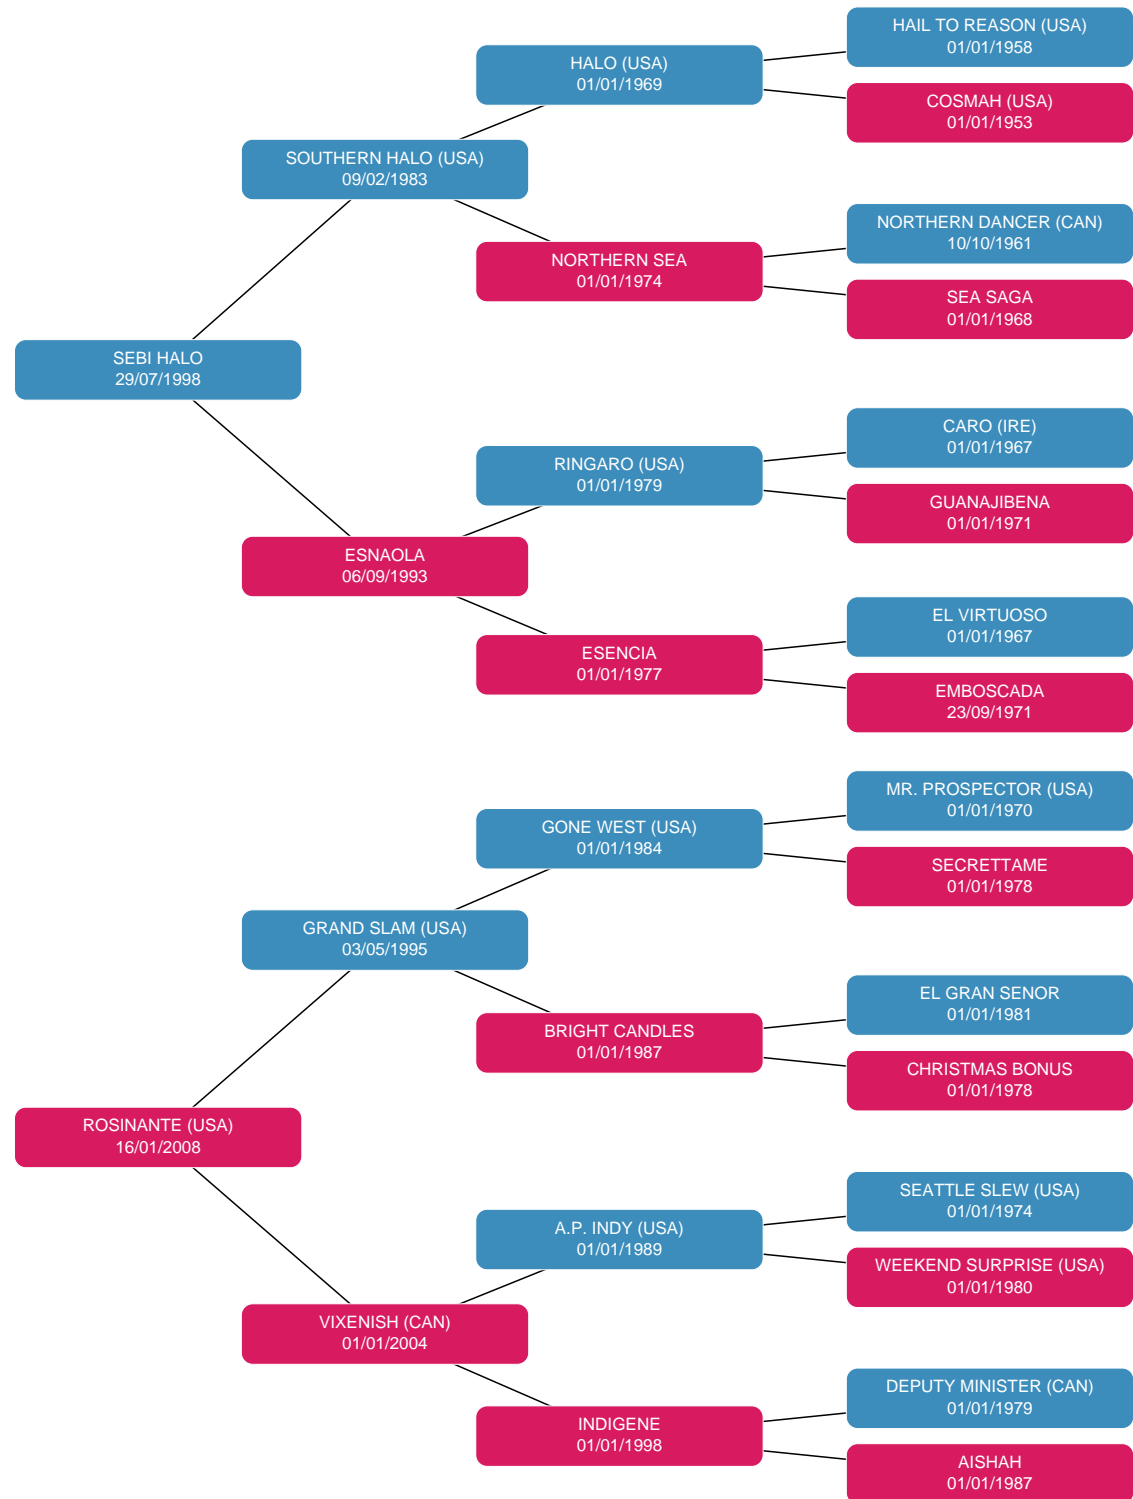 HAIL TO REASON (USA)
01/01/1958
HALO (USA)
01/01/1969
COSMAH (USA)
01/01/1953
SOUTHERN HALO (USA)
09/02/1983
NORTHERN DANCER (CAN)
10/10/1961
NORTHERN SEA
01/01/1974
SEA SAGA
01/01/1968
SEBI HALO
29/07/1998
CARO (IRE)
01/01/1967
RINGARO (USA)
01/01/1979
GUANAJIBENA
01/01/1971
ESNAOLA
06/09/1993
EL VIRTUOSO
01/01/1967
ESENCIA
01/01/1977
EMBOSCADA
23/09/1971
MR. PROSPECTOR (USA)
01/01/1970
GONE WEST (USA)
01/01/1984
SECRETTAME
01/01/1978
GRAND SLAM (USA)
03/05/1995
EL GRAN SENOR
01/01/1981
BRIGHT CANDLES
01/01/1987
CHRISTMAS BONUS
01/01/1978
ROSINANTE (USA)
16/01/2008
SEATTLE SLEW (USA)
01/01/1974
A.P. INDY (USA)
01/01/1989
WEEKEND SURPRISE (USA)
01/01/1980
VIXENISH (CAN)
01/01/2004
DEPUTY MINISTER (CAN)
01/01/1979
INDIGENE
01/01/1998
AISHAH
01/01/1987